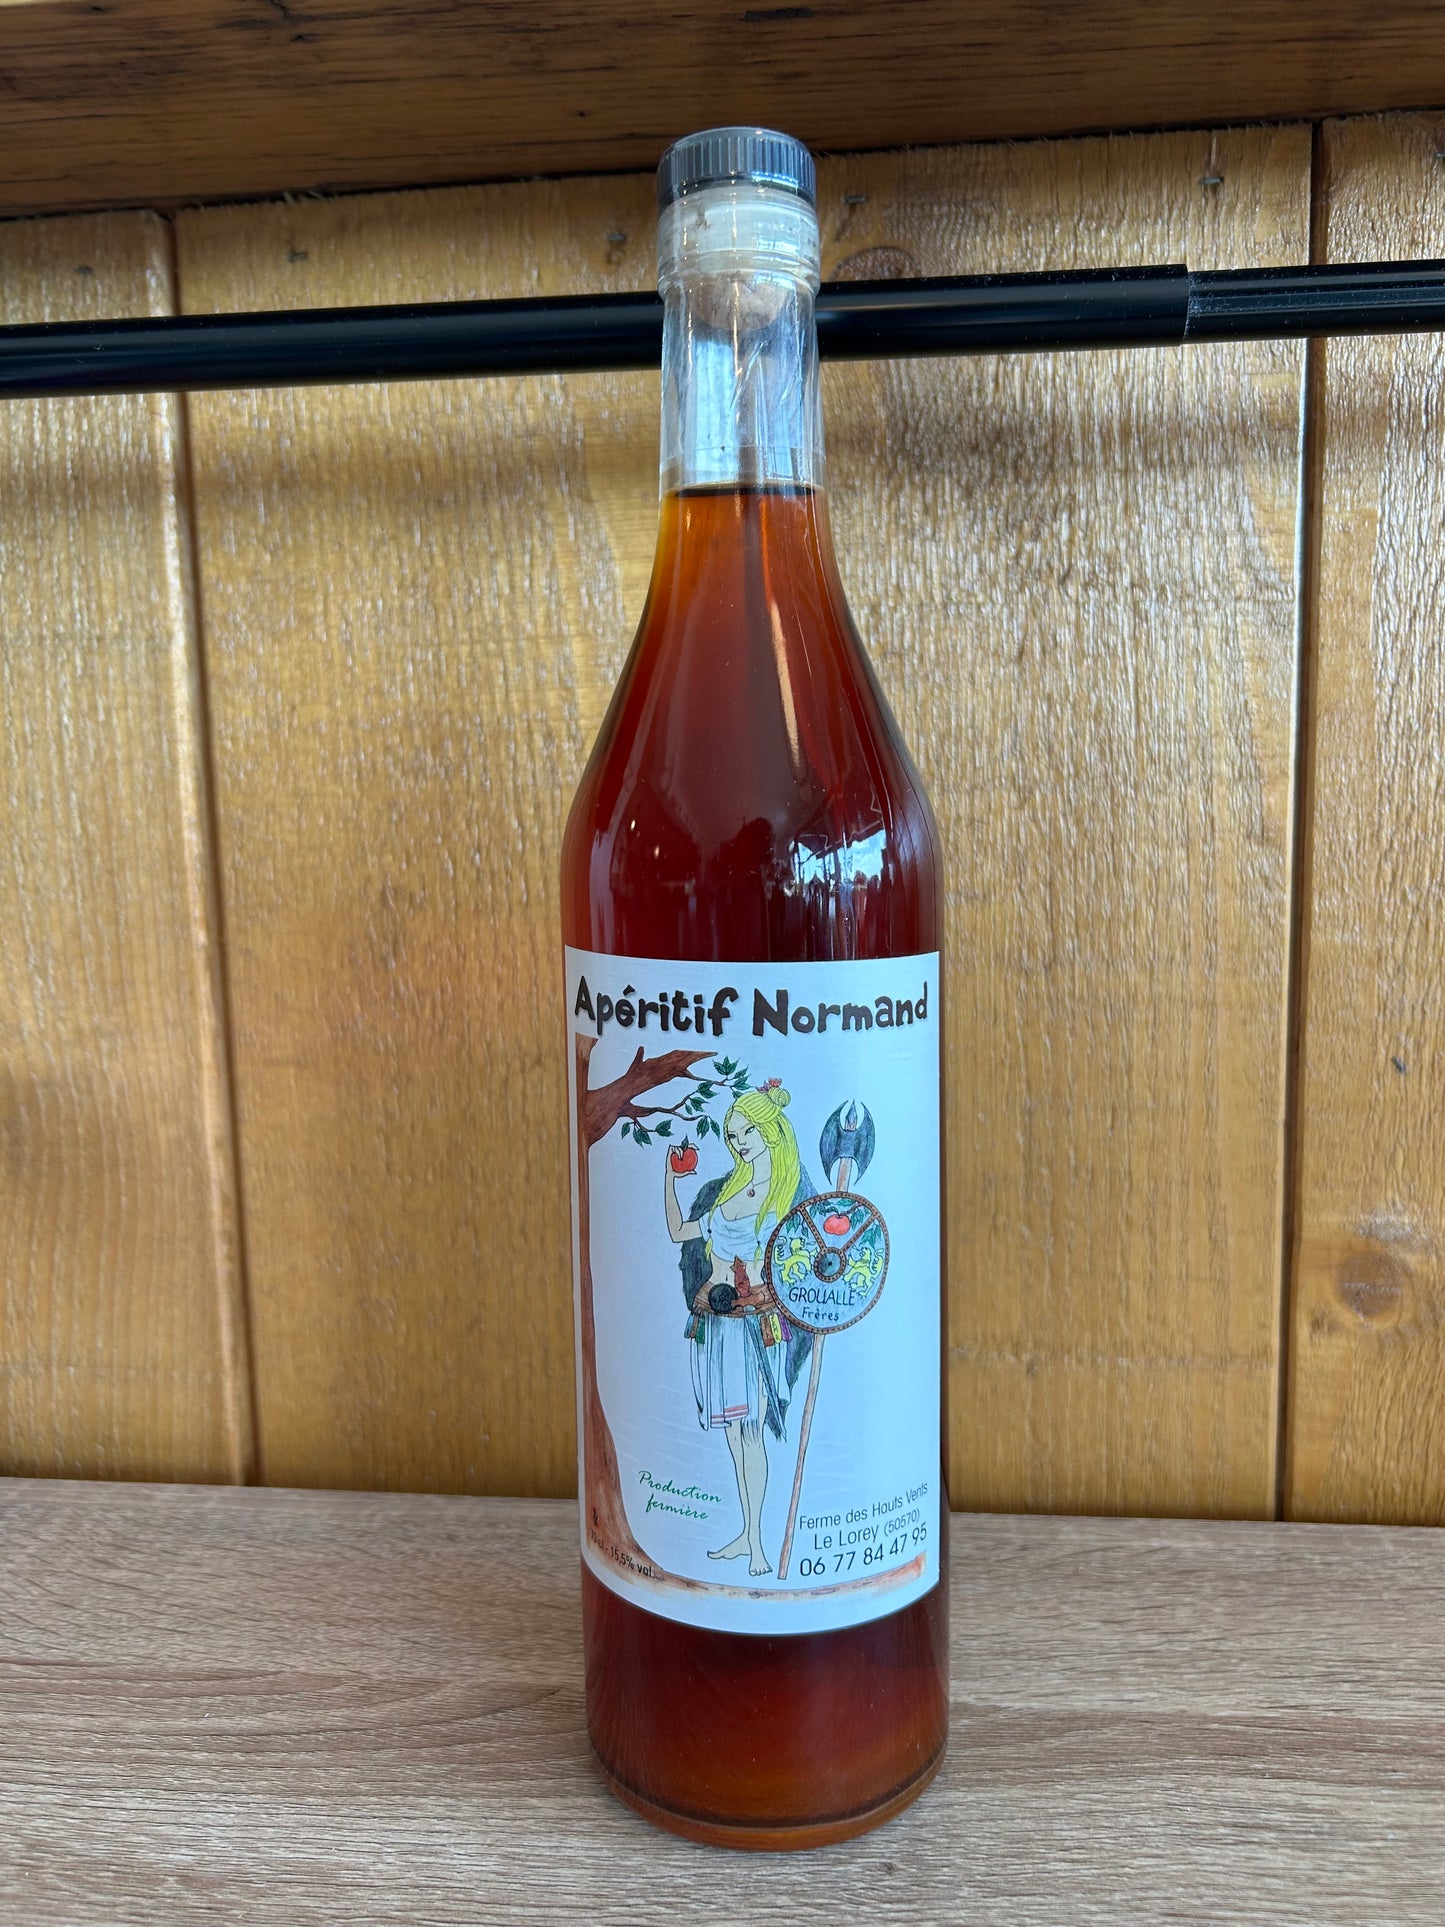 Apéritif Normand
GROUALLE
Frères
Production
fermière
70 cl - 15,5% vol.
Ferme des Hauts Vents
Le Lorey (50570)
06 77 84 47 95